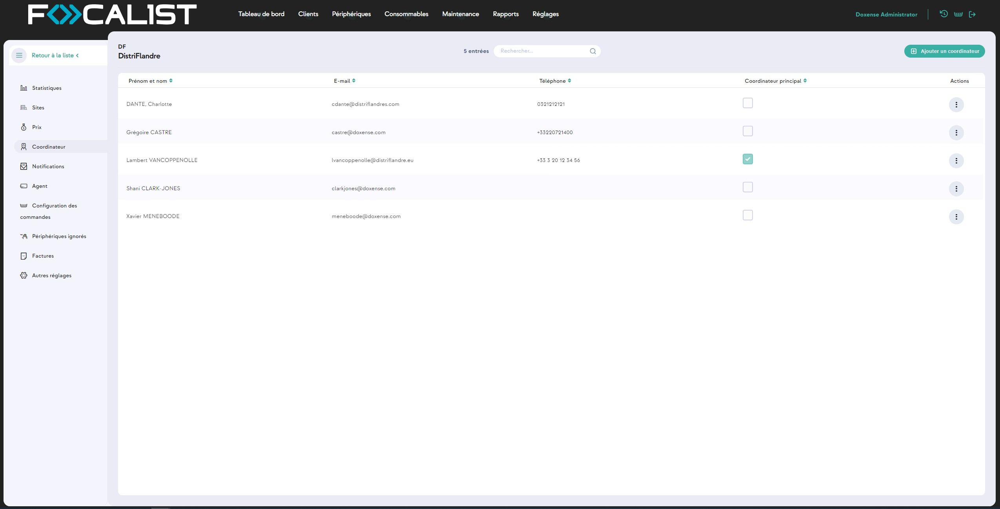 FOCALIST
Tableau de bord Clients Périphériques Consommables Maintenance Rapports Réglages
Doxense Administrator
Retour à la liste
DF
DistriFlandre
5 entrées Rechercher...
Ajouter un coordinateur
Statistiques
Sites
Prix
Coordinateur
Notifications
Agent
Configuration des
commandes
Périphériques ignorés
Factures
Autres réglages
Prénom et nom E-mail Téléphone Coordinateur principal Actions
DANTE, Charlotte cdante@distriflandres.com 0321212121
Grégoire CASTRE castre@doxense.com +33220721400
Lambert VANCOPPENOLLE lvancoppenolle@distriflandre.eu +33 3 20 12 34 56
Shani CLARK-JONES clarkjones@doxense.com
Xavier MENEBOODE meneboode@doxense.com